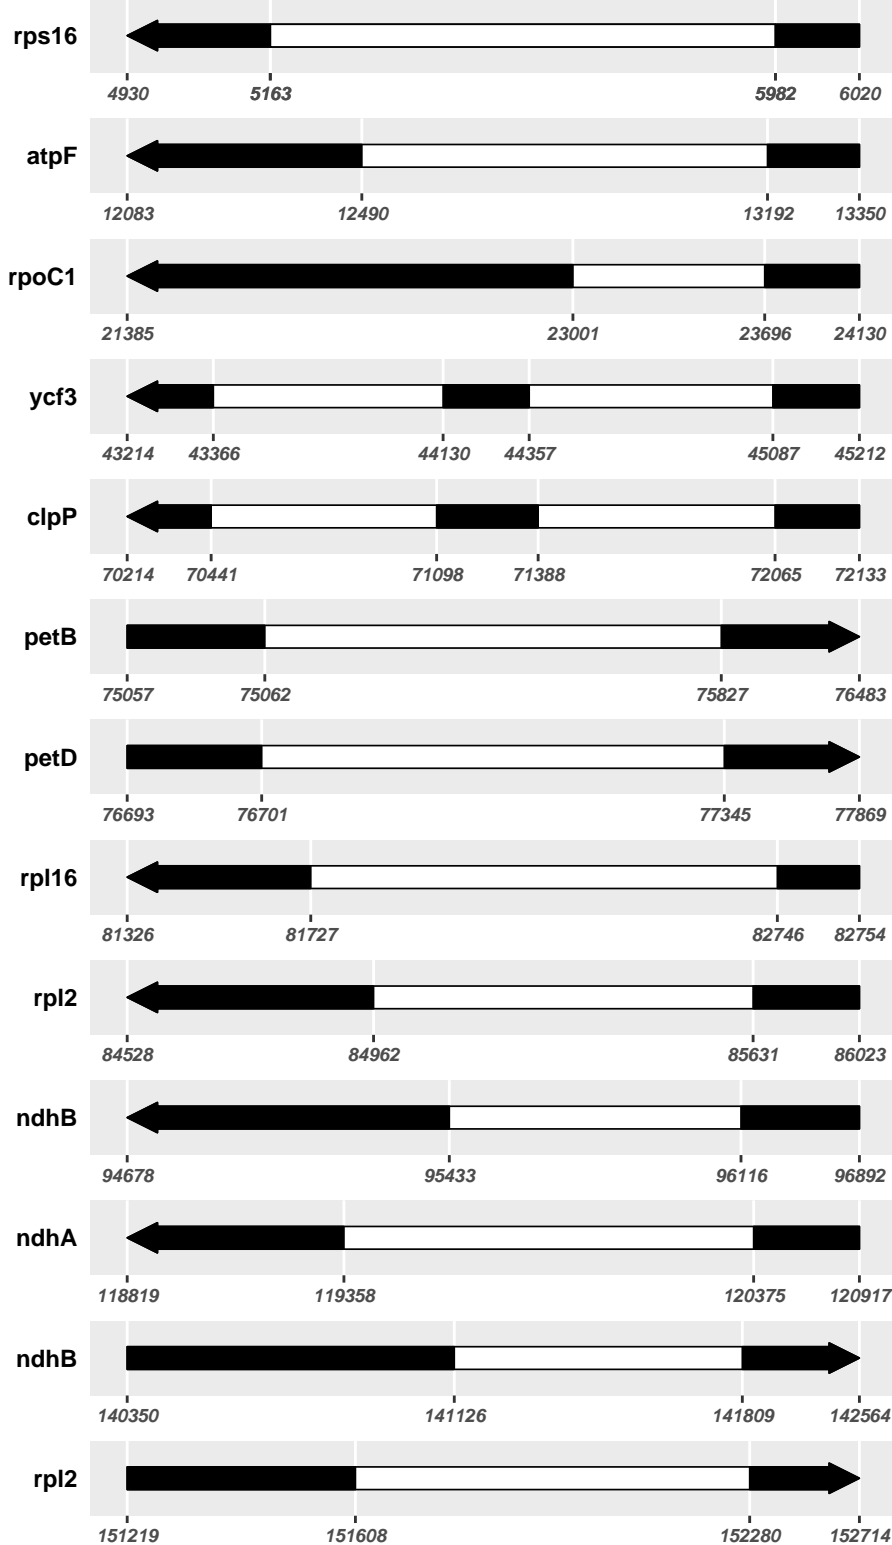 rps16
4930 5163 5982 6020
atpF
12083 12490 13192 13350
rpoC1
21385 23001 23696 24130
ycf3
43214 43366 44130 44357 45087 45212
clpP
70214 70441 71098 71388 72065 72133
petB
75057 75062 75827 76483
petD
76693 76701 77345 77869
rpl16
81326 81727 82746 82754
rpl2
84528 84962 85631 86023
ndhB
94678 95433 96116 96892
ndhA
118819 119358 120375 120917
ndhB
140350 141126 141809 142564
rpl2
151219 151608 152280 152714